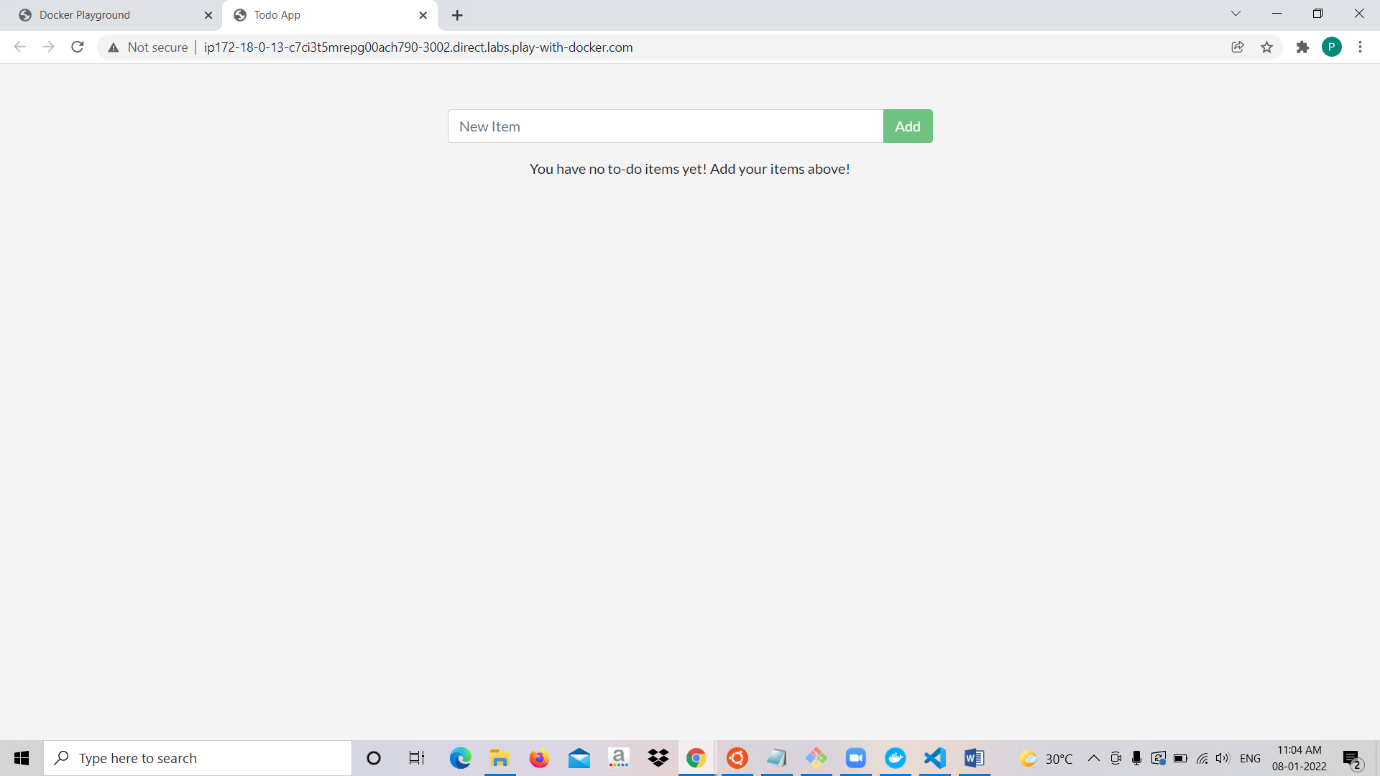 Docker Playground
Todo App
Not secure
ip172-18-0-13-c7ci3t5mrepg00ach790-3002.direct.labs.play-with-docker.com
P
New Item
Add
You have no to-do items yet! Add your items above!
Type here to search
a
W
30°C
ENG
11:04 AM
08-01-2022
2